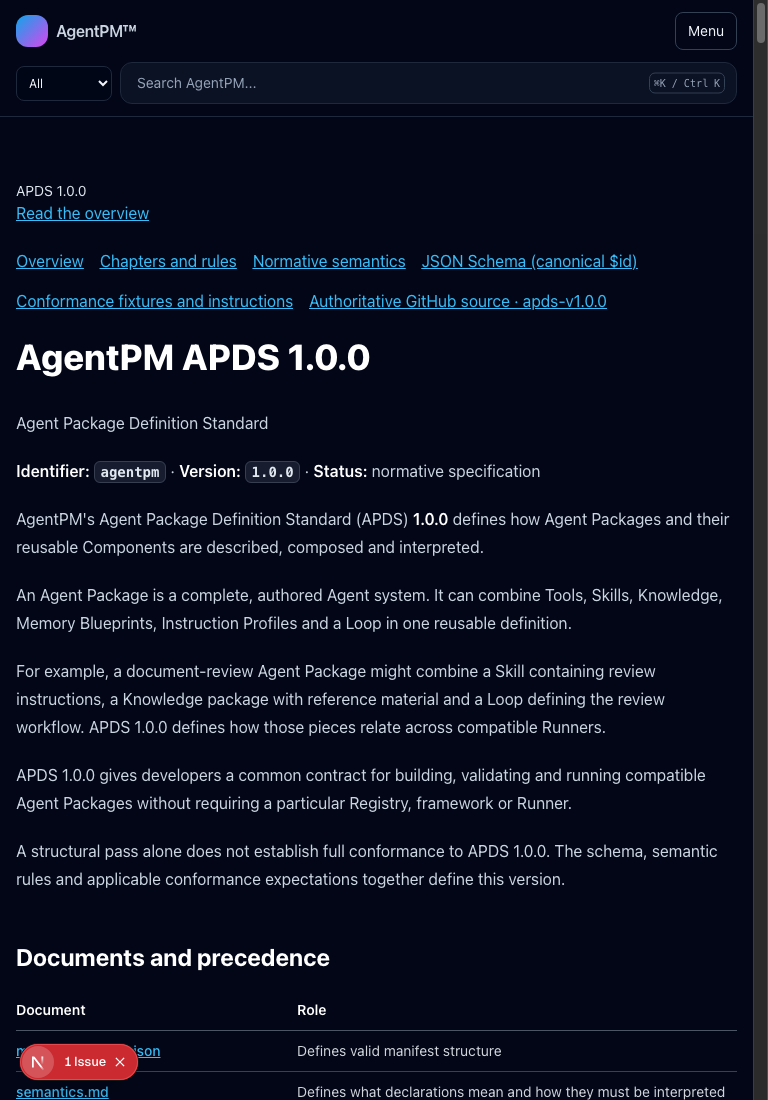 AgentPM™
Menu
All
Search AgentPM...
⌘K / Ctrl K
APDS 1.0.0
Read the overview
Overview Chapters and rules Normative semantics JSON Schema (canonical $id)
Conformance fixtures and instructions Authoritative GitHub source · apds-v1.0.0
AgentPM APDS 1.0.0
Agent Package Definition Standard
Identifier: agentpm · Version: 1.0.0 · Status: normative specification
AgentPM's Agent Package Definition Standard (APDS) 1.0.0 defines how Agent Packages and their
reusable Components are described, composed and interpreted.
An Agent Package is a complete, authored Agent system. It can combine Tools, Skills, Knowledge,
Memory Blueprints, Instruction Profiles and a Loop in one reusable definition.
For example, a document-review Agent Package might combine a Skill containing review
instructions, a Knowledge package with reference material and a Loop defining the review
workflow. APDS 1.0.0 defines how those pieces relate across compatible Runners.
APDS 1.0.0 gives developers a common contract for building, validating and running compatible
Agent Packages without requiring a particular Registry, framework or Runner.
A structural pass alone does not establish full conformance to APDS 1.0.0. The schema, semantic
rules and applicable conformance expectations together define this version.
Documents and precedence
Document Role
Defines valid manifest structure
N 1 Issue ×
semantics.md Defines what declarations mean and how they must be interpreted